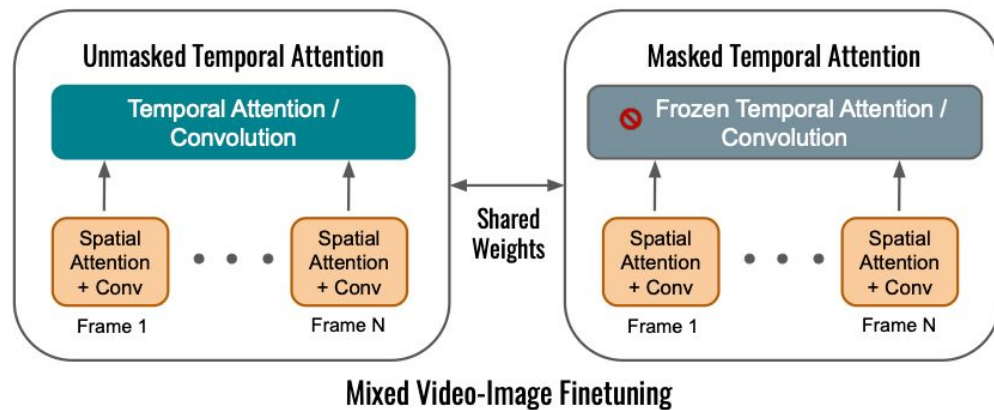 Unmasked Temporal Attention
Temporal Attention /
Convolution
Spatial
Attention
+ Conv
Frame 1
Spatial
Attention
+ Conv
Frame N
Shared
Weights
Masked Temporal Attention
Frozen Temporal Attention /
Convolution
Spatial
Attention
+ Conv
Frame 1
Spatial
Attention
+ Conv
Frame N
Mixed Video-Image Finetuning